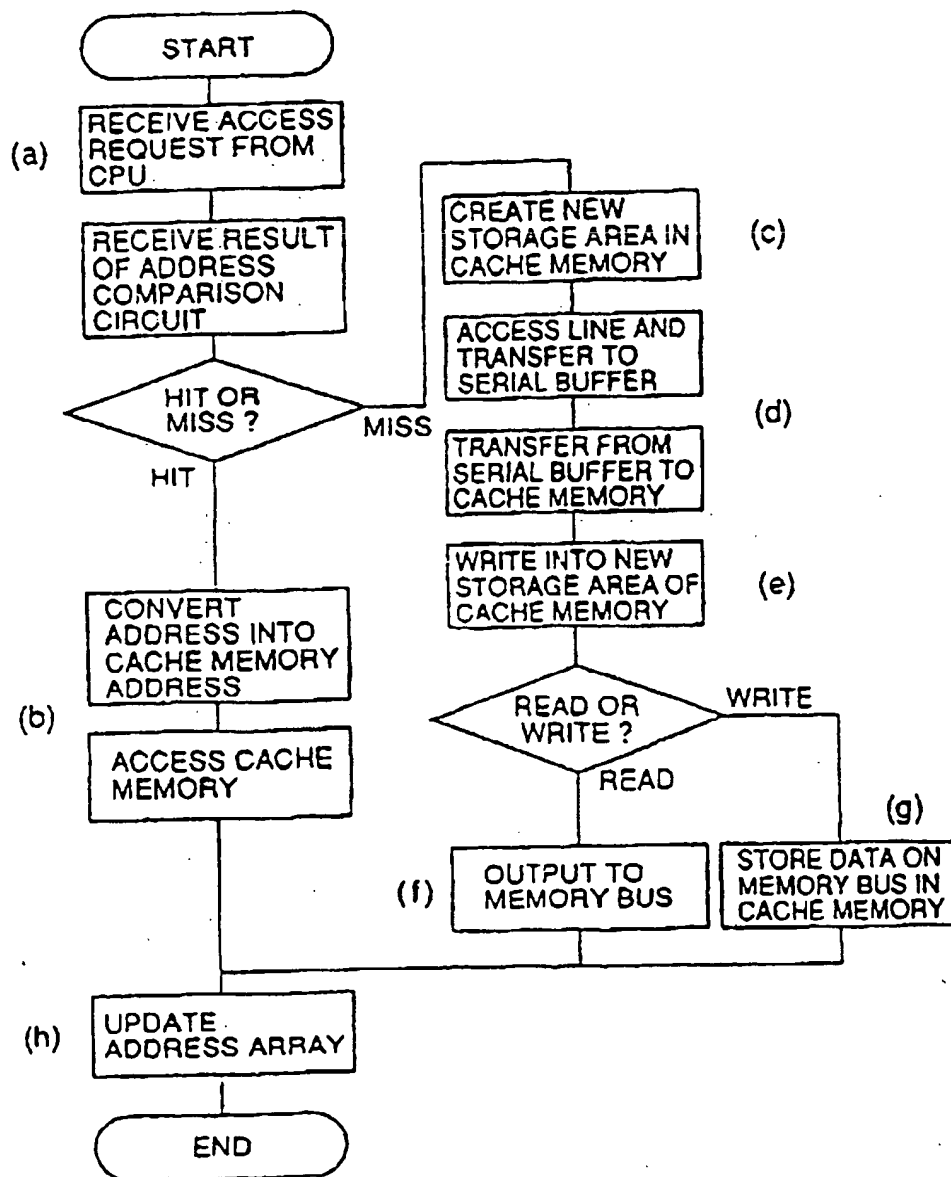 START
(a)
RECEIVE ACCESS
REQUEST FROM
CPU
RECEIVE RESULT
OF ADDRESS
COMPARISON
CIRCUIT
HIT OR
MISS ?
MISS
HIT
CREATE NEW
STORAGE AREA IN
CACHE MEMORY
(c)
ACCESS LINE AND
TRANSFER TO
SERIAL BUFFER
(d)
TRANSFER FROM
SERIAL BUFFER TO
CACHE MEMORY
WRITE INTO NEW
STORAGE AREA OF
CACHE MEMORY
(e)
CONVERT
ADDRESS INTO
CACHE MEMORY
ADDRESS
(b)
ACCESS CACHE
MEMORY
READ OR
WRITE ?
WRITE
READ
(f)
OUTPUT TO
MEMORY BUS
(g)
STORE DATA ON
MEMORY BUS IN
CACHE MEMORY
(h)
UPDATE
ADDRESS ARRAY
END